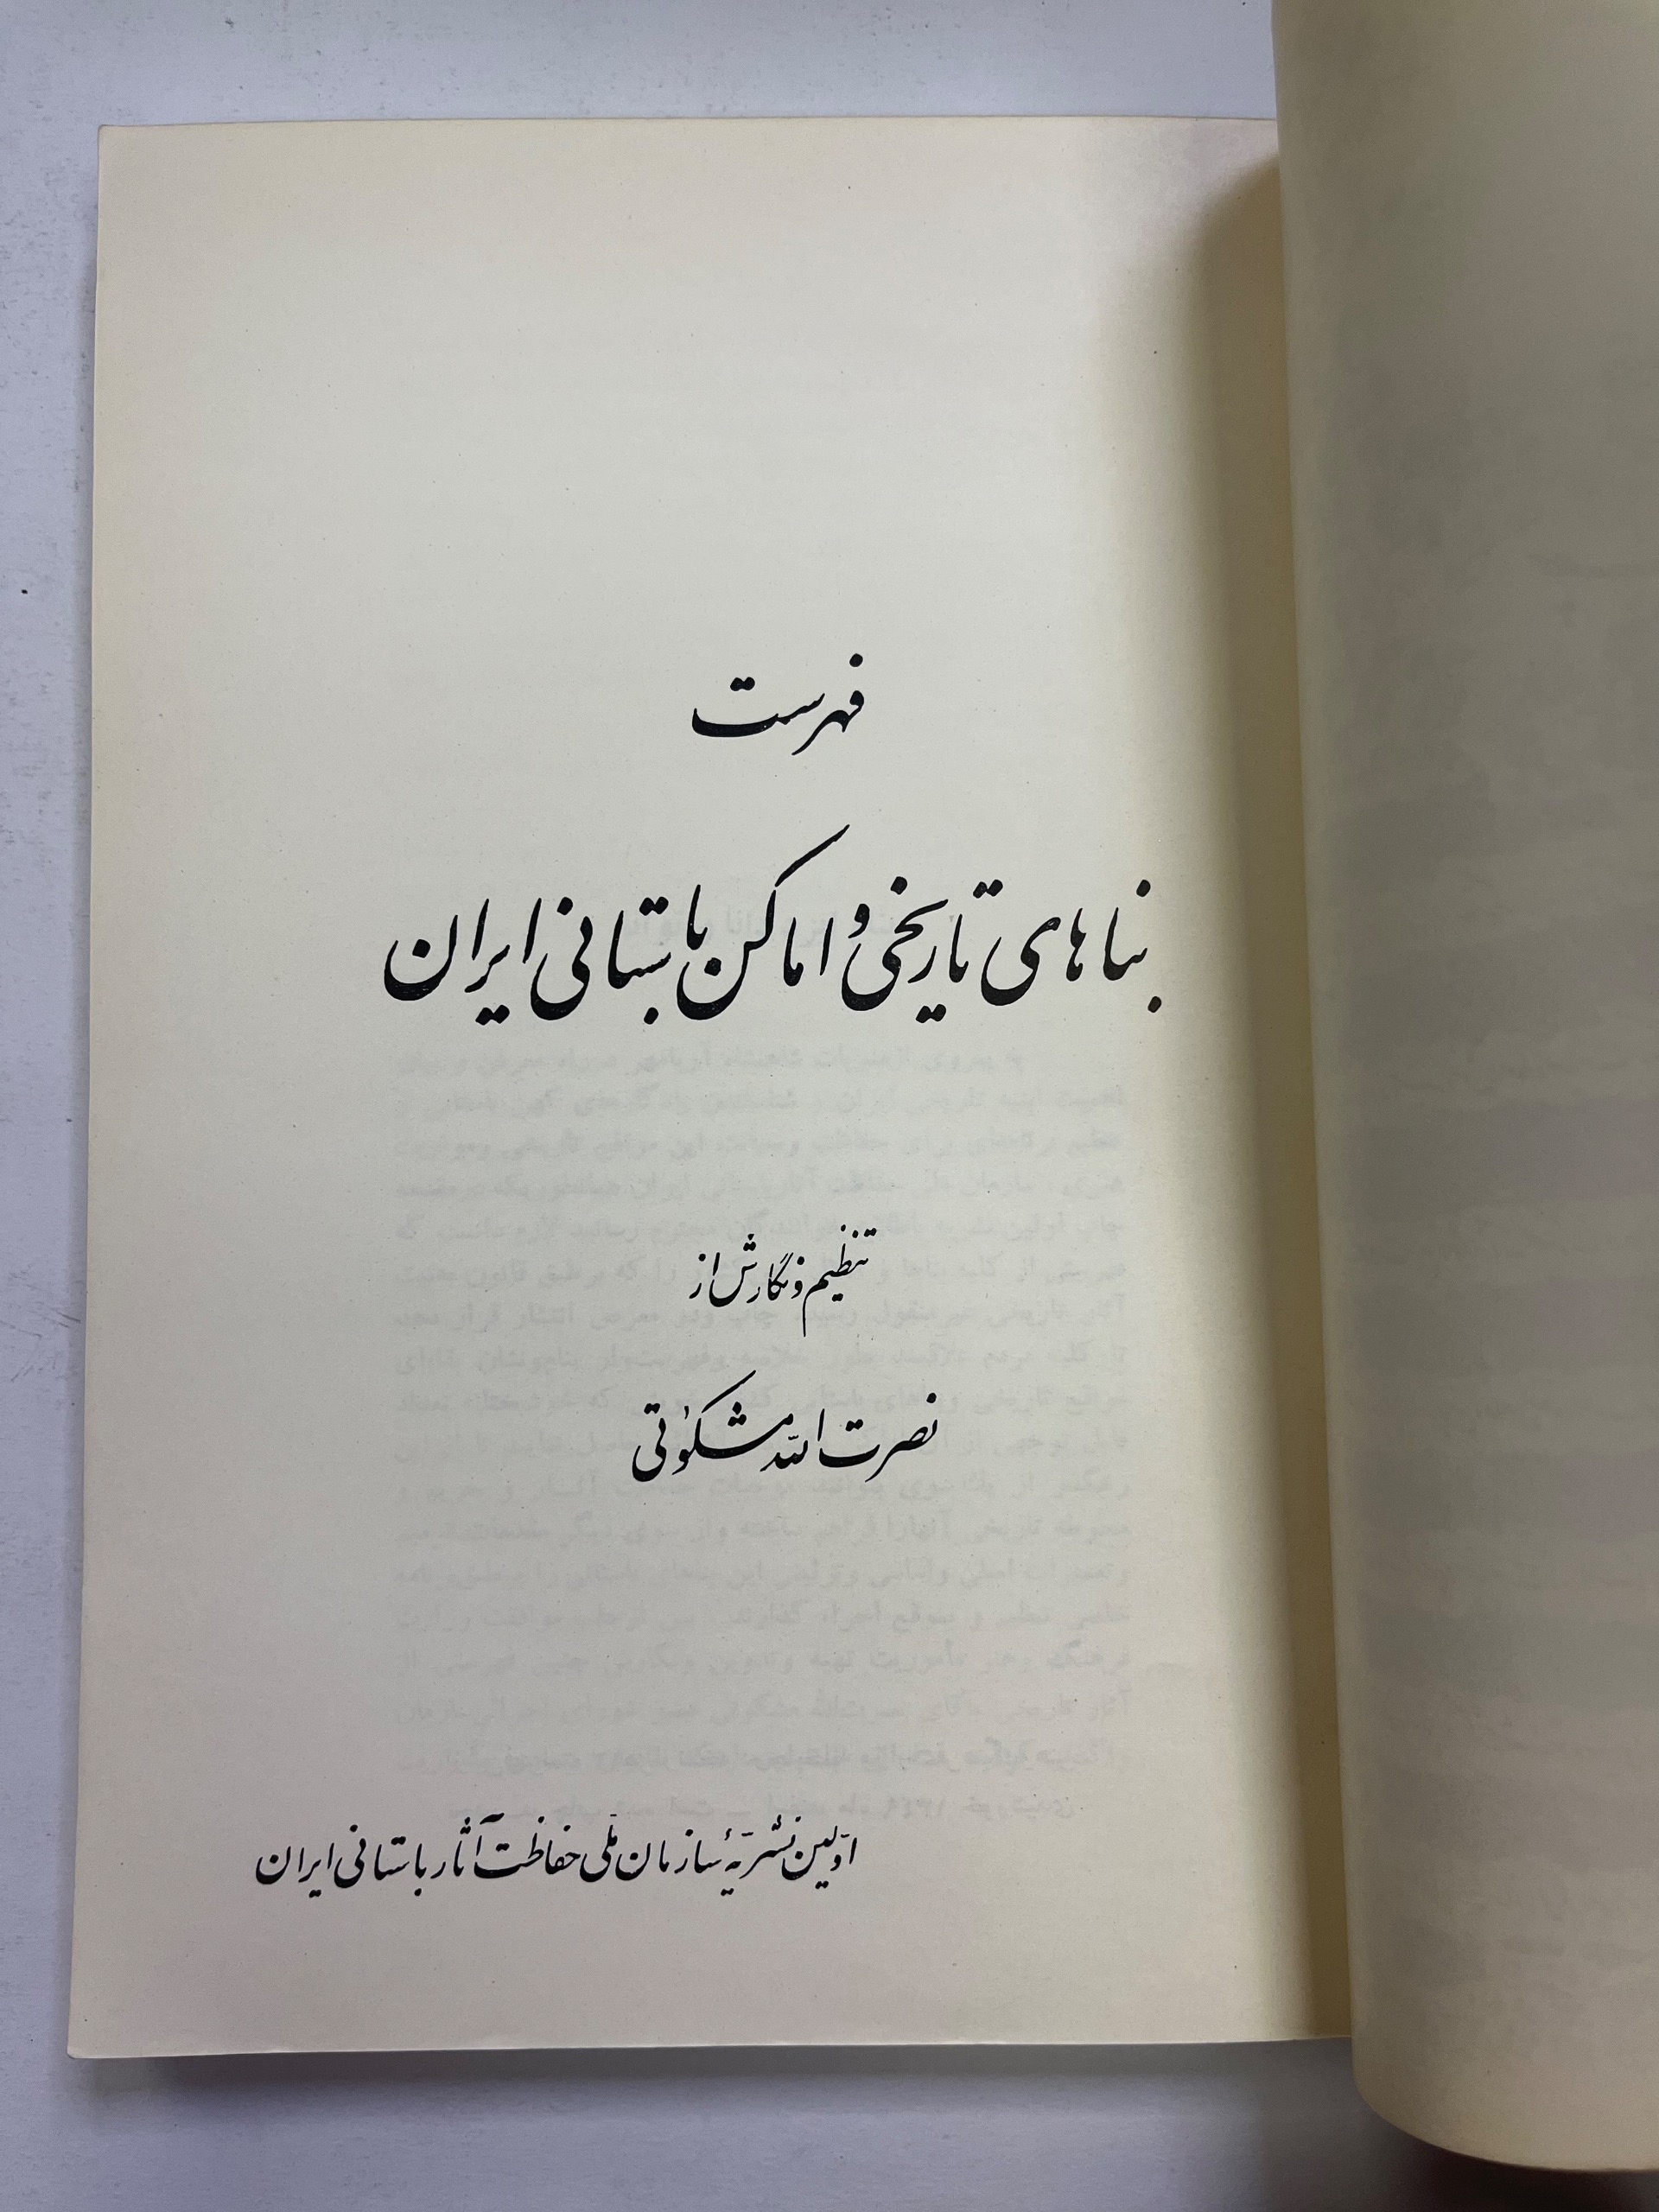 فهرست
بناهای تاریخی و اماکن باستانی ایران
تنظیم و نگارش از
نصرت الله مشکوتی
اولین نشریهٔ سازمان ملی حفاظت آثار باستانی ایران